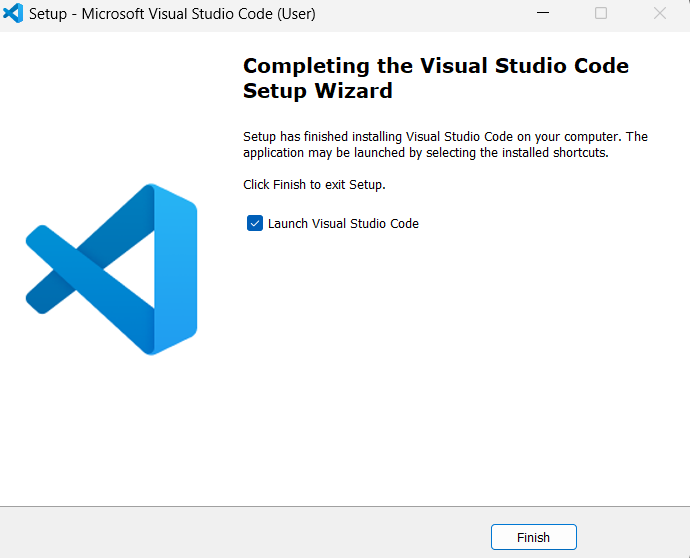 Setup - Microsoft Visual Studio Code (User)
Completing the Visual Studio Code
Setup Wizard
Setup has finished installing Visual Studio Code on your computer. The
application may be launched by selecting the installed shortcuts.
Click Finish to exit Setup.
Launch Visual Studio Code
Finish